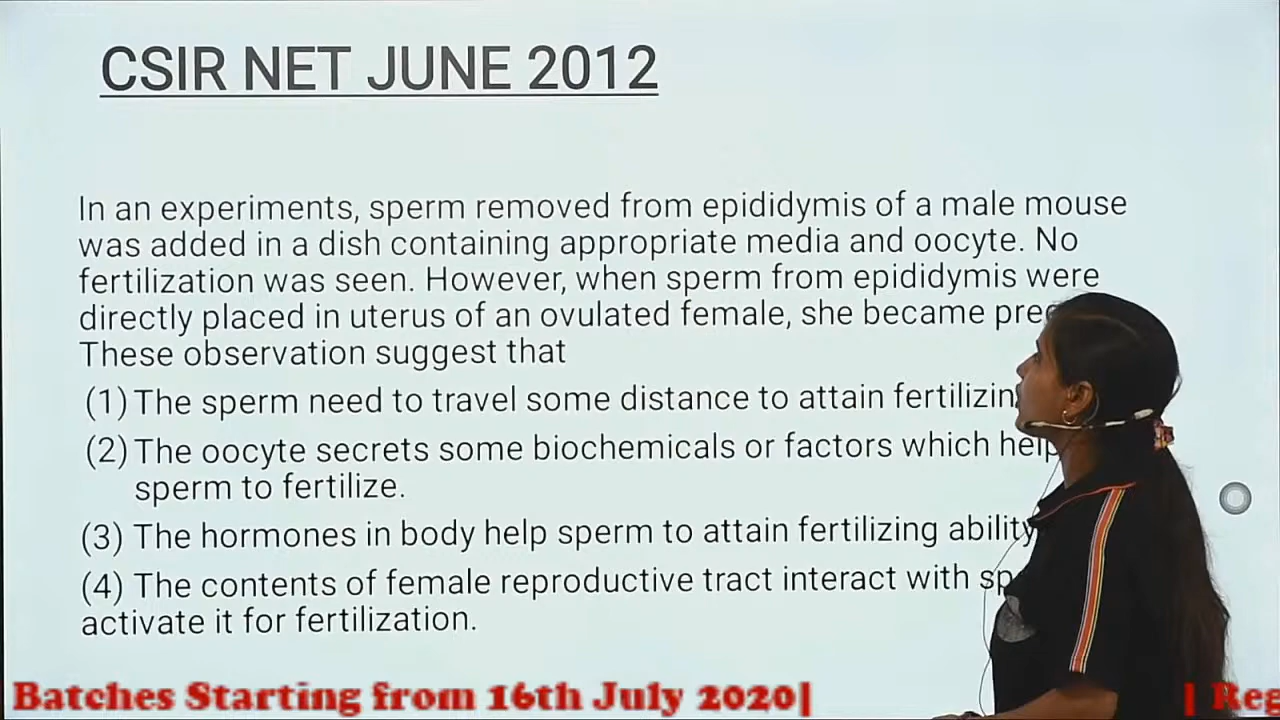 CSIR NET JUNE 2012
In an experiments, sperm removed from epididymis of a male mouse
was added in a dish containing appropriate media and oocyte. No
fertilization was seen. However, when sperm from epididymis were
directly placed in uterus of an ovulated female, she became
These observation suggest that
(1) The sperm need to travel some distance to attain
(2) The oocyte secrets some biochemicals or factors which
sperm to fertilize.
(3) The hormones in body help sperm to attain fertilizing ability
(4) The contents of female reproductive tract interact with
activate it for fertilization.
Batches Starting from 16th July 2020| |